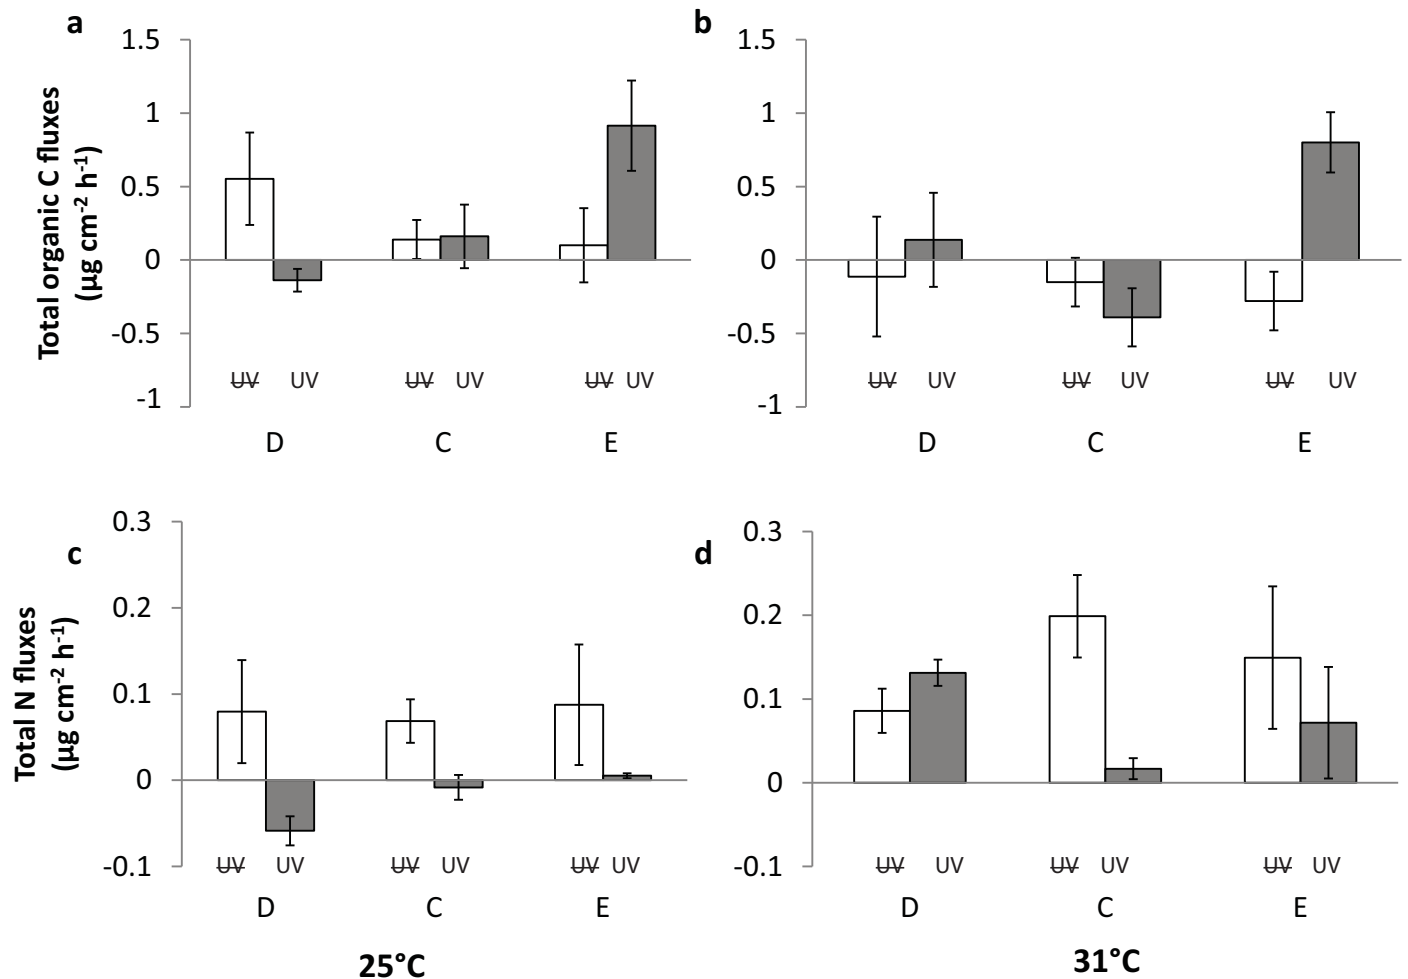 a
b
Total organic C fluxes
(µg cm-2 h-1)
1.5
1
0.5
0
-0.5
-1
UV UV UV UV UV UV
D C E
1.5
1
0.5
0
-0.5
-1
UV UV UV UV UV UV
D C E
c
d
Total N fluxes
(µg cm-2 h-1)
0.3
0.2
0.1
0
-0.1
UV UV UV UV UV UV
D C E
25°C
0.3
0.2
0.1
0
-0.1
UV UV UV UV UV UV
D C E
31°C